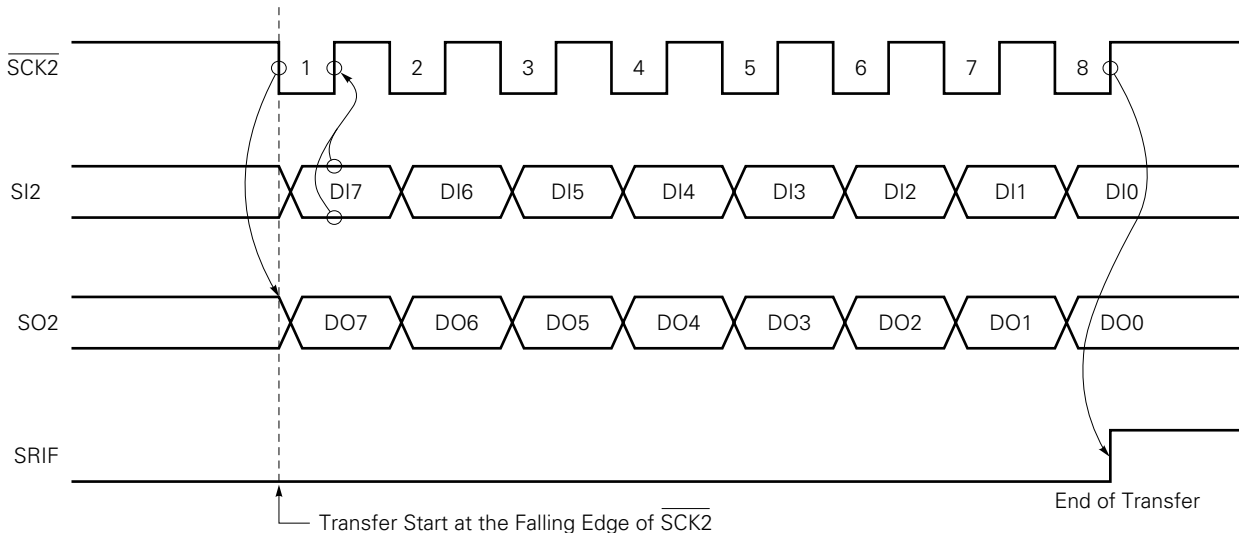 SCK2 1 2 3 4 5 6 7 8
SI2 DI7 DI6 DI5 DI4 DI3 DI2 DI1 DI0
SO2 DO7 DO6 DO5 DO4 DO3 DO2 DO1 DO0
SRIF
End of Transfer
Transfer Start at the Falling Edge of SCK2